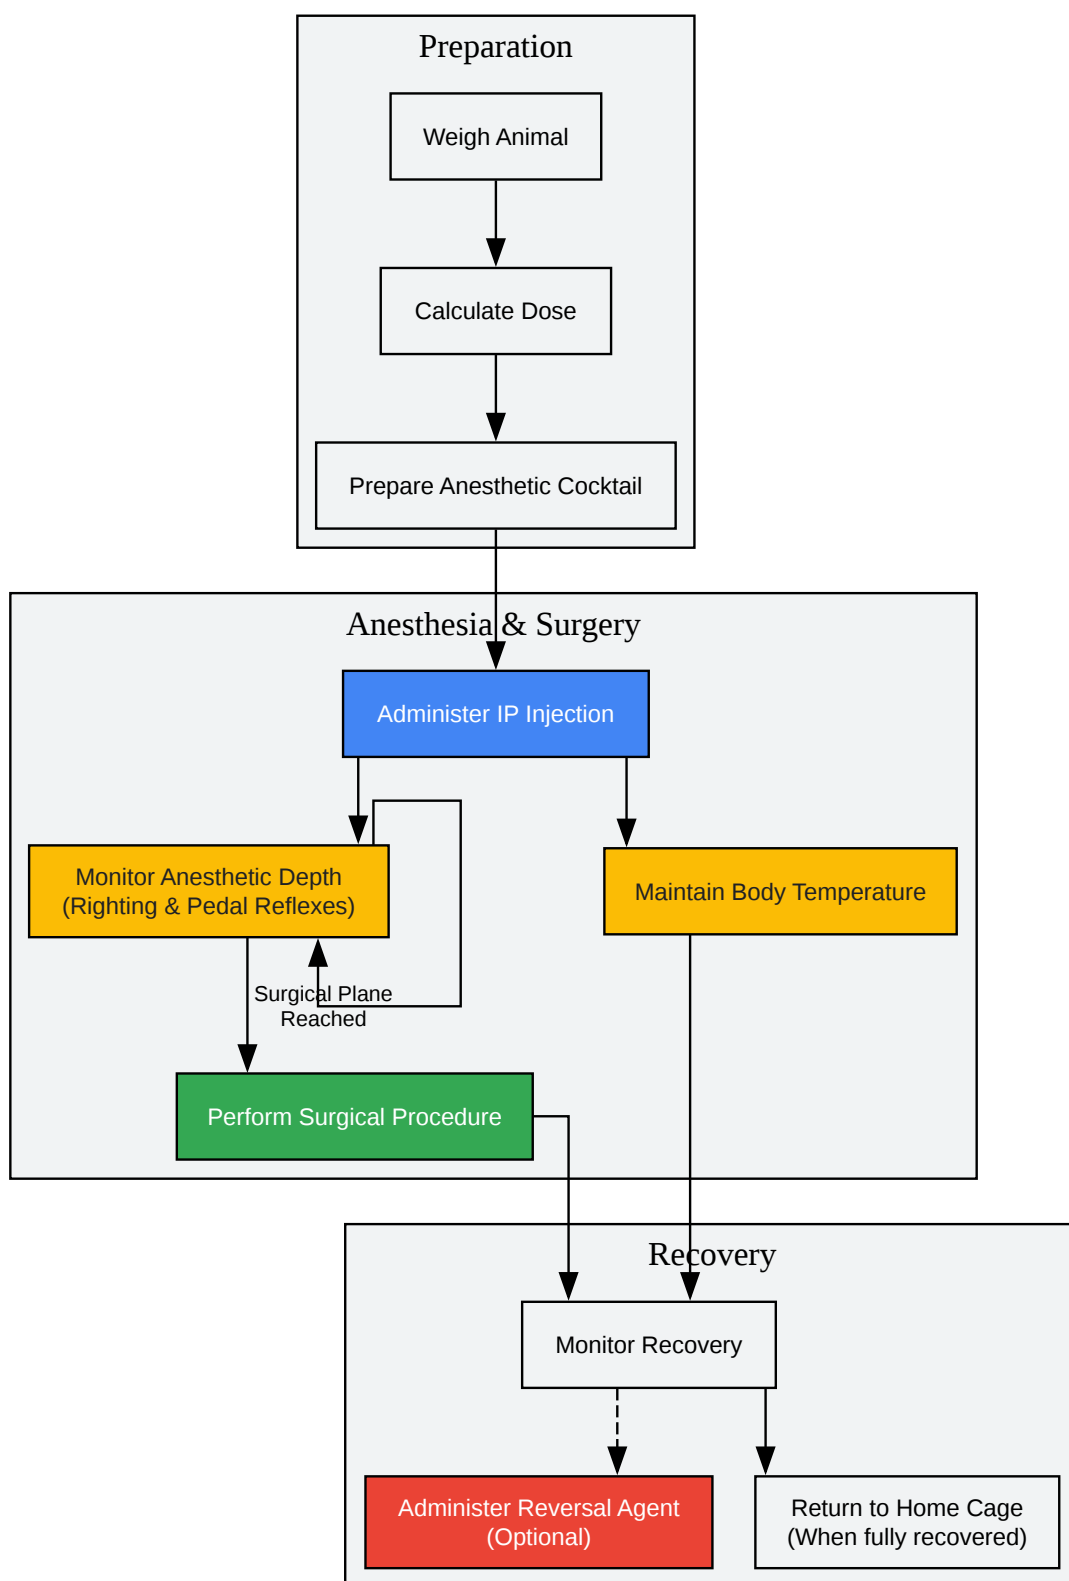 Preparation
Weigh Animal
Calculate Dose
Prepare Anesthetic Cocktail
Anesthesia & Surgery
Administer IP Injection
Monitor Anesthetic Depth
(Righting & Pedal Reflexes)
Maintain Body Temperature
Surgical Plane
Reached
Perform Surgical Procedure
Recovery
Monitor Recovery
Administer Reversal Agent
(Optional)
Return to Home Cage
(When fully recovered)